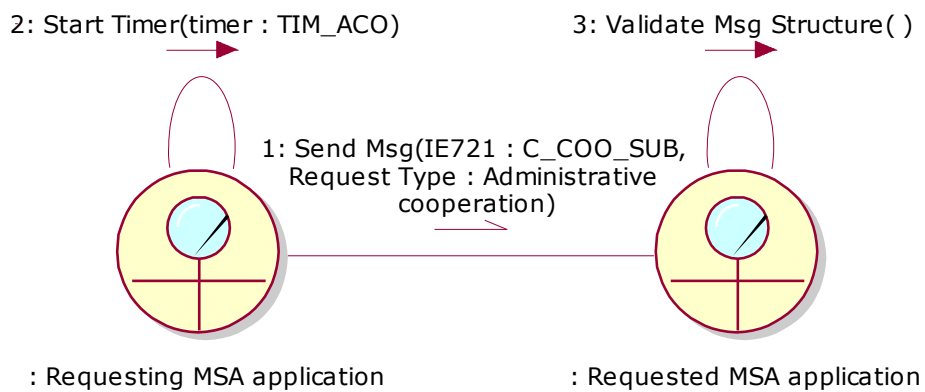 2: Start Timer(timer : TIM_ACO)
3: Validate Msg Structure( )
1: Send Msg(IE721 : C_COO_SUB,
Request Type : Administrative
cooperation)
: Requesting MSA application
: Requested MSA application